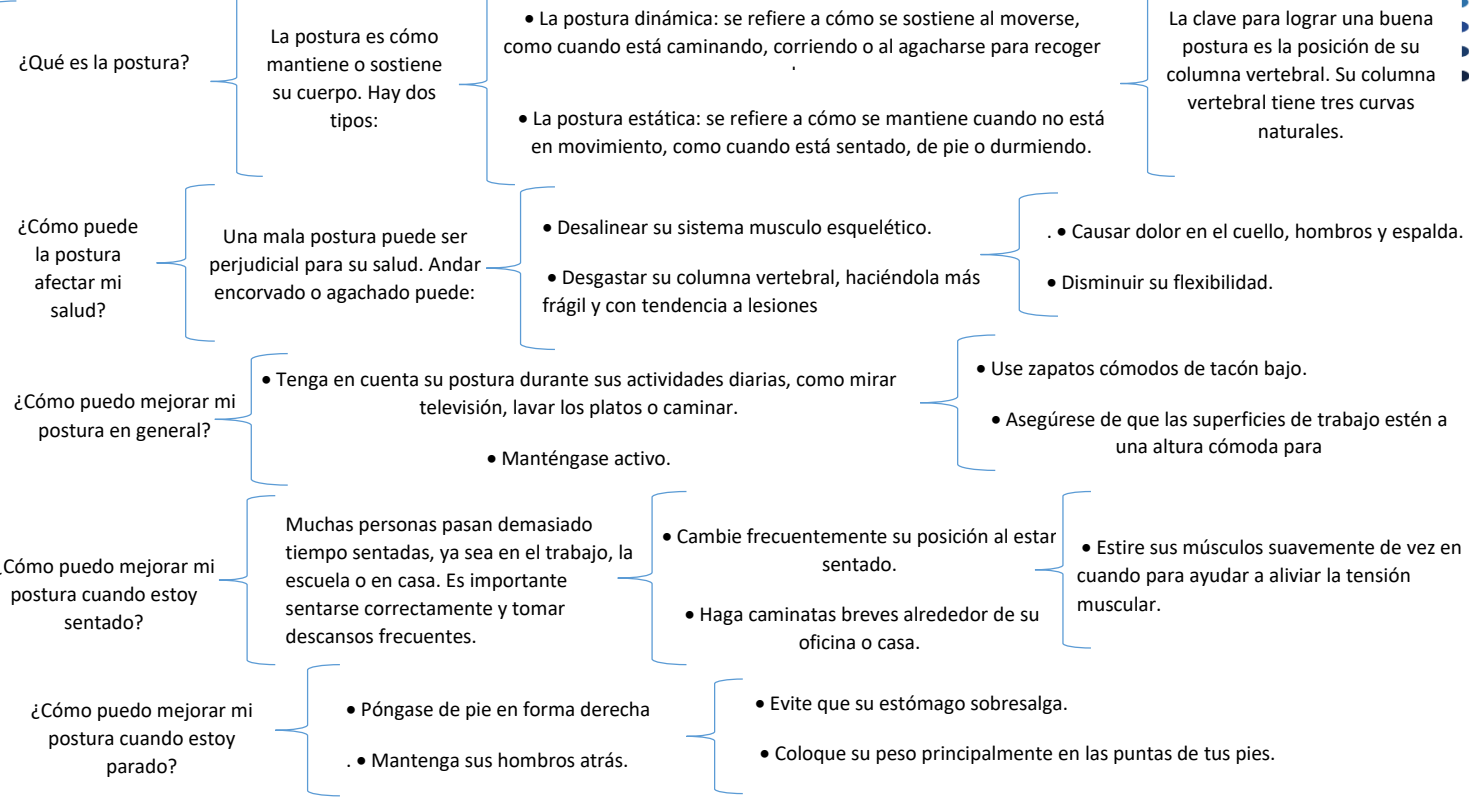 ¿Qué es la postura?
La postura es cómo
mantiene o sostiene
su cuerpo. Hay dos
tipos:
• La postura dinámica: se refiere a cómo se sostiene al moverse,
como cuando está caminando, corriendo o al agacharse para recoger
• La postura estática: se refiere a cómo se mantiene cuando no está
en movimiento, como cuando está sentado, de pie o durmiendo.
La clave para lograr una buena
postura es la posición de su
columna vertebral. Su columna
vertebral tiene tres curvas
naturales.
¿Cómo puede
la postura
afectar mi
salud?
Una mala postura puede ser
perjudicial para su salud. Andar
encorvado o agachado puede:
• Desalinear su sistema musculo esquelético.
• Desgastar su columna vertebral, haciéndola más
frágil y con tendencia a lesiones
. • Causar dolor en el cuello, hombros y espalda.
• Disminuir su flexibilidad.
¿Cómo puedo mejorar mi
postura en general?
• Tenga en cuenta su postura durante sus actividades diarias, como mirar
televisión, lavar los platos o caminar.
• Manténgase activo.
• Use zapatos cómodos de tacón bajo.
• Asegúrese de que las superficies de trabajo estén a
una altura cómoda para
¿Cómo puedo mejorar mi
postura cuando estoy
sentado?
Muchas personas pasan demasiado
tiempo sentadas, ya sea en el trabajo, la
escuela o en casa. Es importante
sentarse correctamente y tomar
descansos frecuentes.
• Cambie frecuentemente su posición al estar
sentado.
• Haga caminatas breves alrededor de su
oficina o casa.
• Estire sus músculos suavemente de vez en
cuando para ayudar a aliviar la tensión
muscular.
¿Cómo puedo mejorar mi
postura cuando estoy
parado?
• Póngase de pie en forma derecha
. • Mantenga sus hombros atrás.
• Evite que su estómago sobresalga.
• Coloque su peso principalmente en las puntas de tus pies.